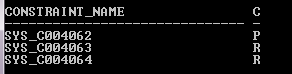 CONSTRAINT_NAME C
------------------------------ -
SYS_C004062 P
SYS_C004063 R
SYS_C004064 R